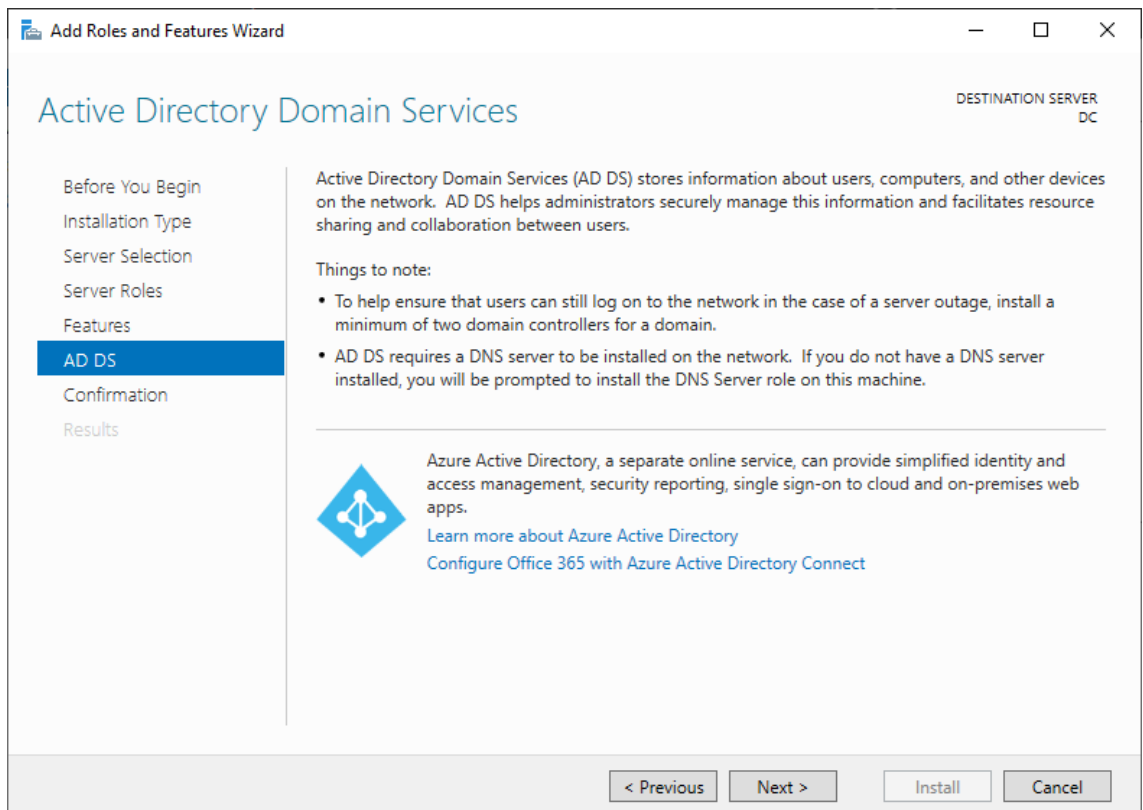 Add Roles and Features Wizard
Active Directory Domain Services
DESTINATION SERVER
DC
Before You Begin
Installation Type
Server Selection
Server Roles
Features
AD DS
Confirmation
Results
Active Directory Domain Services (AD DS) stores information about users, computers, and other devices
on the network.  AD DS helps administrators securely manage this information and facilitates resource
sharing and collaboration between users.
Things to note:
• To help ensure that users can still log on to the network in the case of a server outage, install a
minimum of two domain controllers for a domain.
• AD DS requires a DNS server to be installed on the network.  If you do not have a DNS server
installed, you will be prompted to install the DNS Server role on this machine.
Azure Active Directory, a separate online service, can provide simplified identity and
access management, security reporting, single sign-on to cloud and on-premises web
apps.
Learn more about Azure Active Directory
Configure Office 365 with Azure Active Directory Connect
< Previous
Next >
Install
Cancel